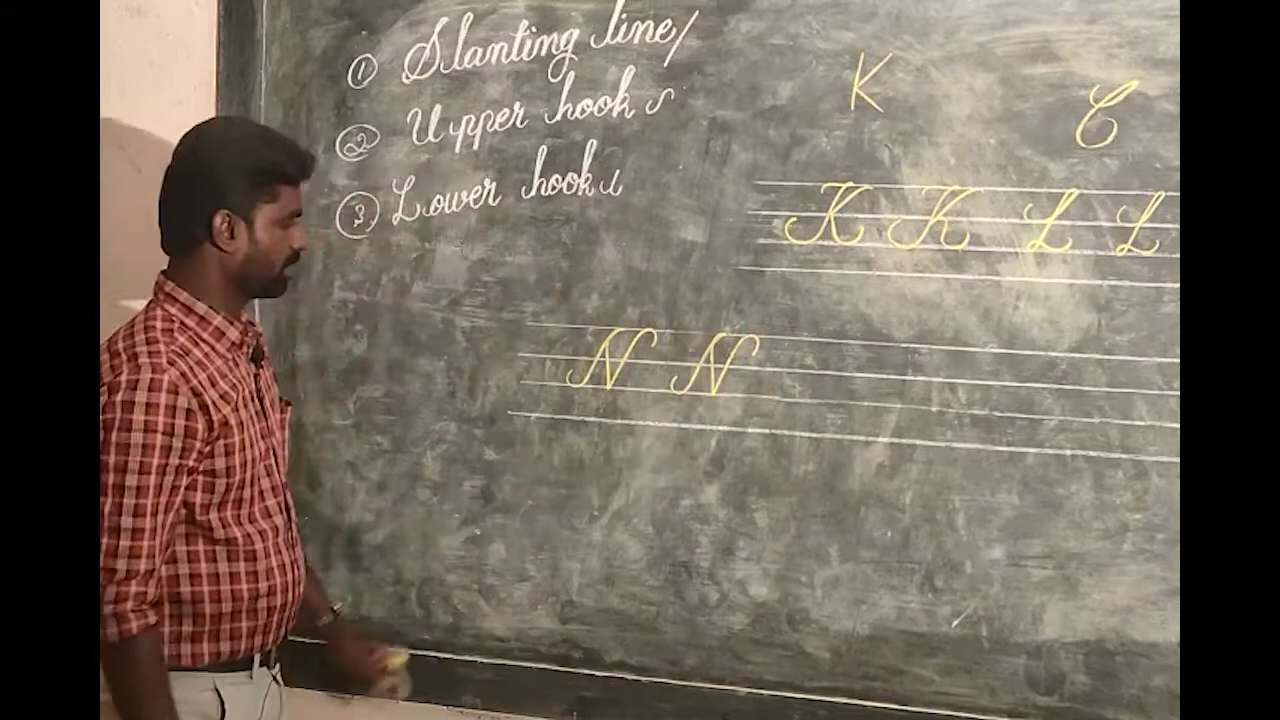 ① Slanting line /
② Upper hook
③ Lower hook
K C
K K L L
N N